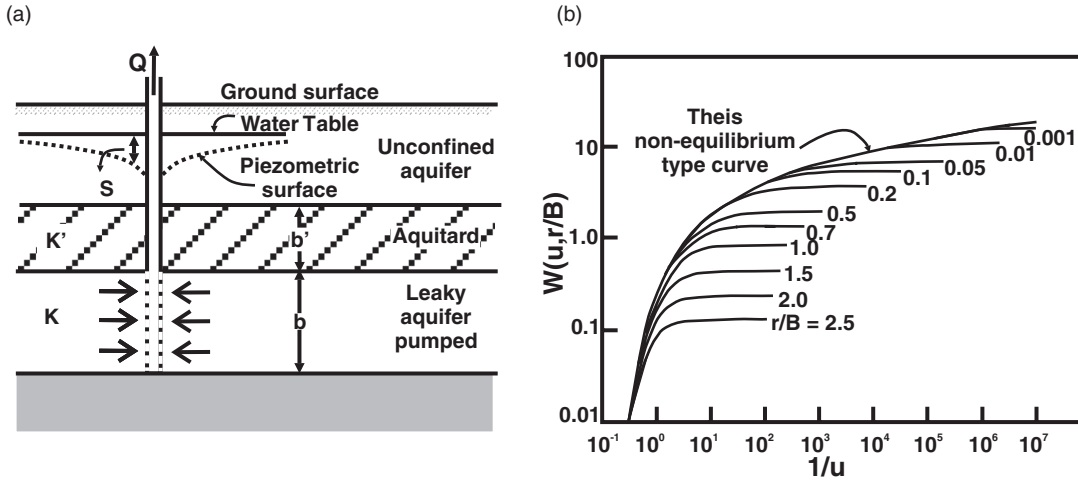 (a)
Q
Ground surface
Water Table
S
Piezometric
surface
Unconfined
aquifer
K'
b'
Aquitard
K
b
Leaky
aquifer
pumped
(b)
W(u,r/B)
100
10
1.0
0.1
0.01
Theis
non-equilibrium
type curve
0.001
0.01
0.05
0.1
0.2
0.5
0.7
1.0
1.5
2.0
r/B = 2.5
10⁻¹ 10⁰ 10¹ 10² 10³ 10⁴ 10⁵ 10⁶ 10⁷
1/u